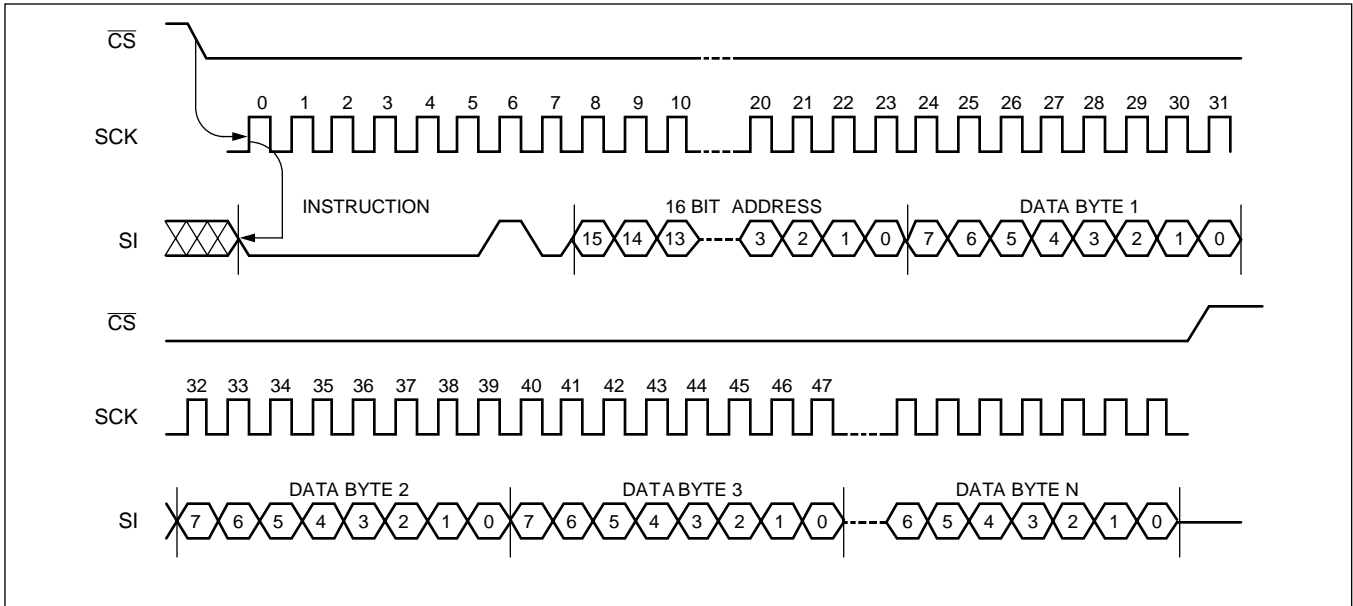 CS
0 1 2 3 4 5 6 7 8 9 10 20 21 22 23 24 25 26 27 28 29 30 31
SCK
INSTRUCTION 16 BIT ADDRESS DATA BYTE 1
SI 15 14 13 3 2 1 0 7 6 5 4 3 2 1 0
CS
32 33 34 35 36 37 38 39 40 41 42 43 44 45 46 47
SCK
DATA BYTE 2 DATA BYTE 3 DATA BYTE N
SI 7 6 5 4 3 2 1 0 7 6 5 4 3 2 1 0 6 5 4 3 2 1 0